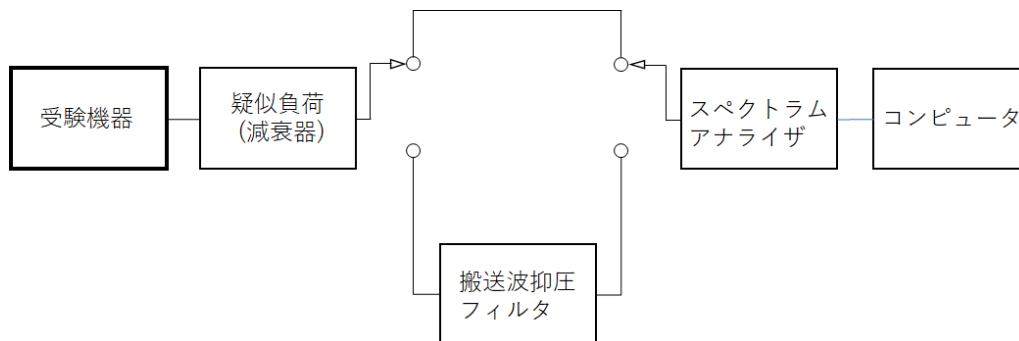 受験機器
疑似負荷
(減衰器)
スペクトラム
アナライザ
コンピュータ
搬送波抑圧
フィルタ